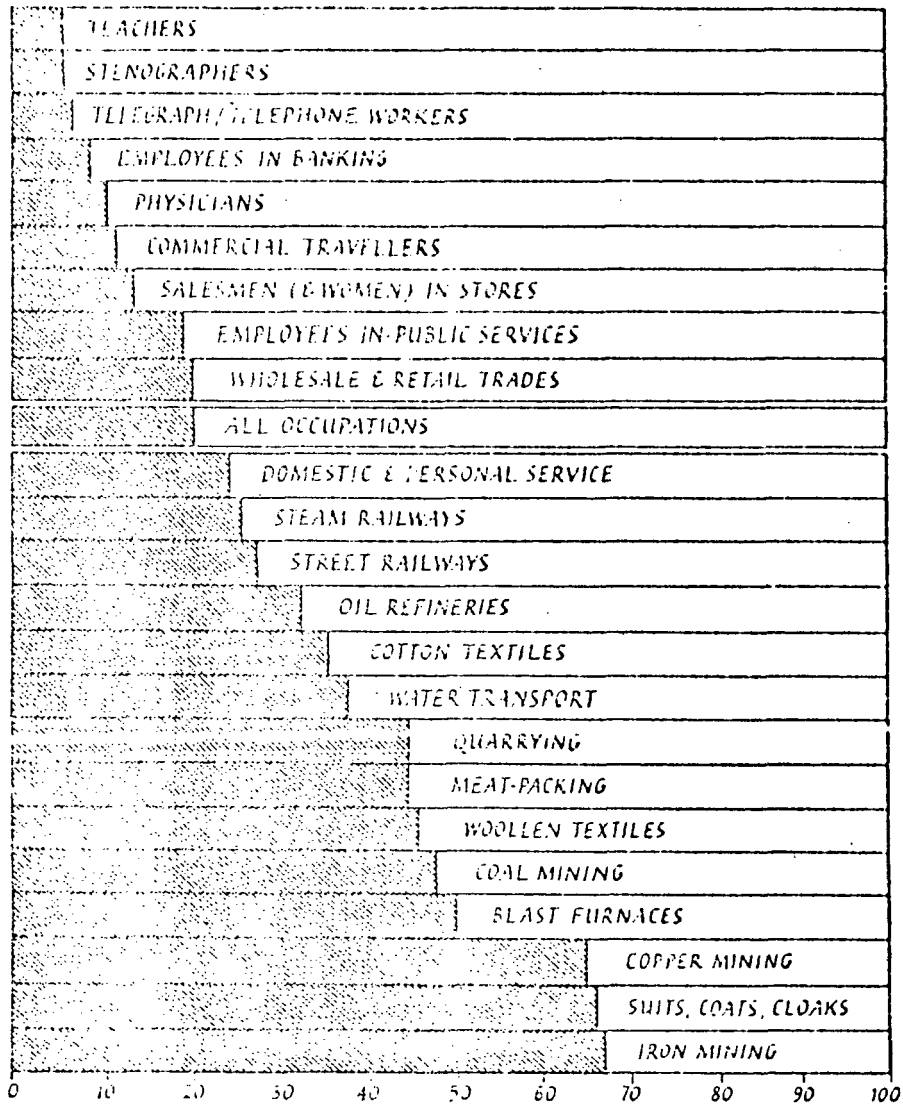 TEACHERS
STENOGRAPHERS
TELEGRAPH/TELEPHONE WORKERS
EMPLOYEES IN BANKING
PHYSICIANS
COMMERCIAL TRAVELLERS
SALESMEN (& WOMEN) IN STORES
EMPLOYEES IN PUBLIC SERVICES
WHOLESALE & RETAIL TRADES
ALL OCCUPATIONS
DOMESTIC & PERSONAL SERVICE
STEAM RAILWAYS
STREET RAILWAYS
OIL REFINERIES
COTTON TEXTILES
WATER TRANSPORT
QUARRYING
MEAT-PACKING
WOOLLEN TEXTILES
COAL MINING
BLAST FURNACES
COPPER MINING
SUITS, COATS, CLOAKS
IRON MINING
0 10 20 30 40 50 60 70 80 90 100